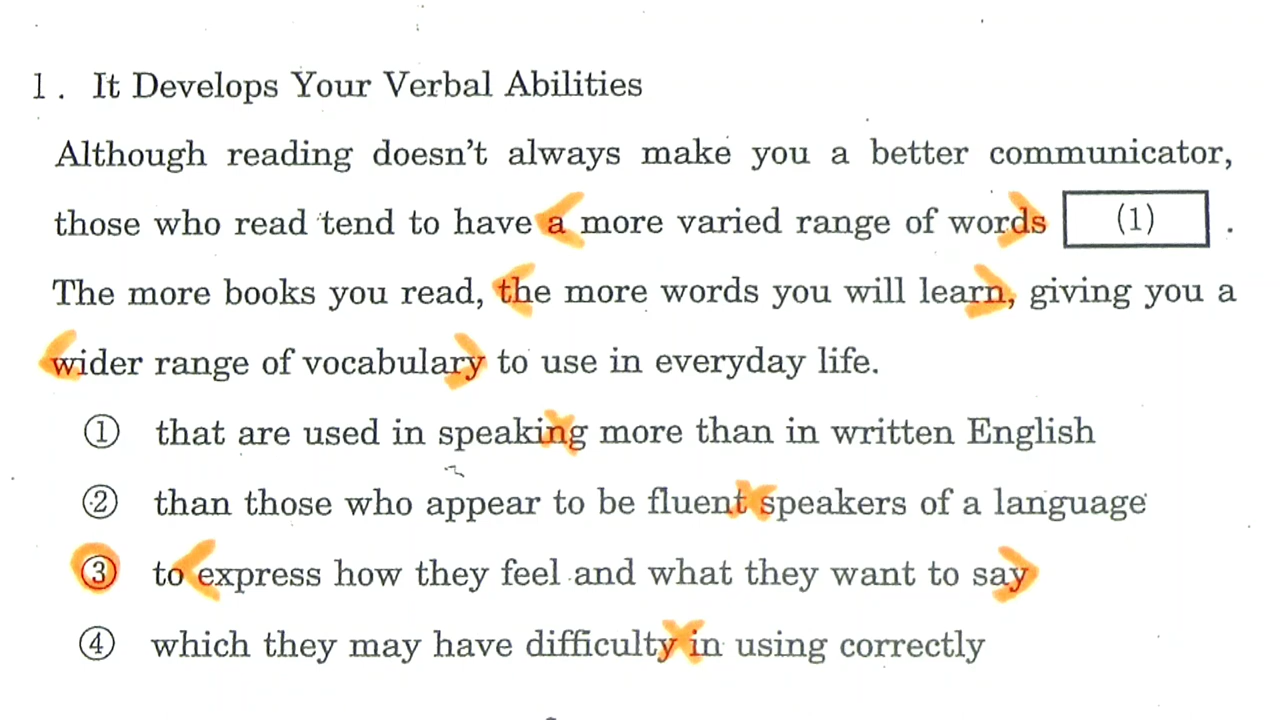 1. It Develops Your Verbal Abilities
Although reading doesn't always make you a better communicator,
those who read tend to have a more varied range of words (1) .
The more books you read, the more words you will learn, giving you a
wider range of vocabulary to use in everyday life.
① that are used in speaking more than in written English
② than those who appear to be fluent speakers of a language
③ to express how they feel and what they want to say
④ which they may have difficulty in using correctly